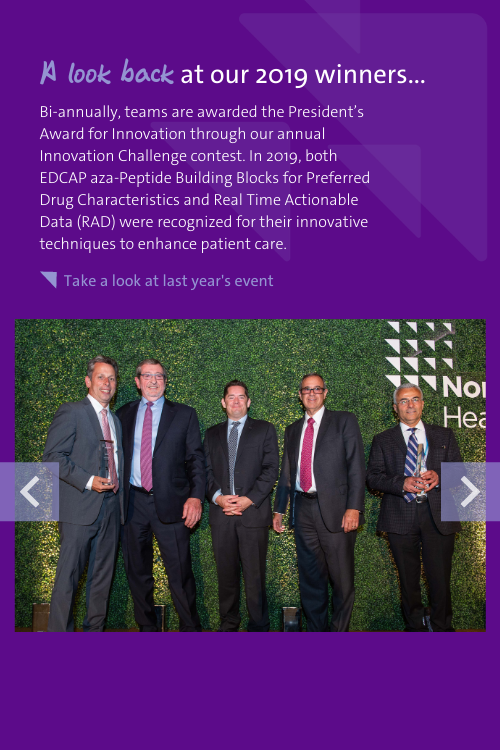 A look back at our 2019 winners...
Bi-annually, teams are awarded the President's
Award for Innovation through our annual
Innovation Challenge contest. In 2019, both
EDCAP aza-Peptide Building Blocks for Preferred
Drug Characteristics and Real Time Actionable
Data (RAD) were recognized for their innovative
techniques to enhance patient care.
Take a look at last year's event
Nor
Hea